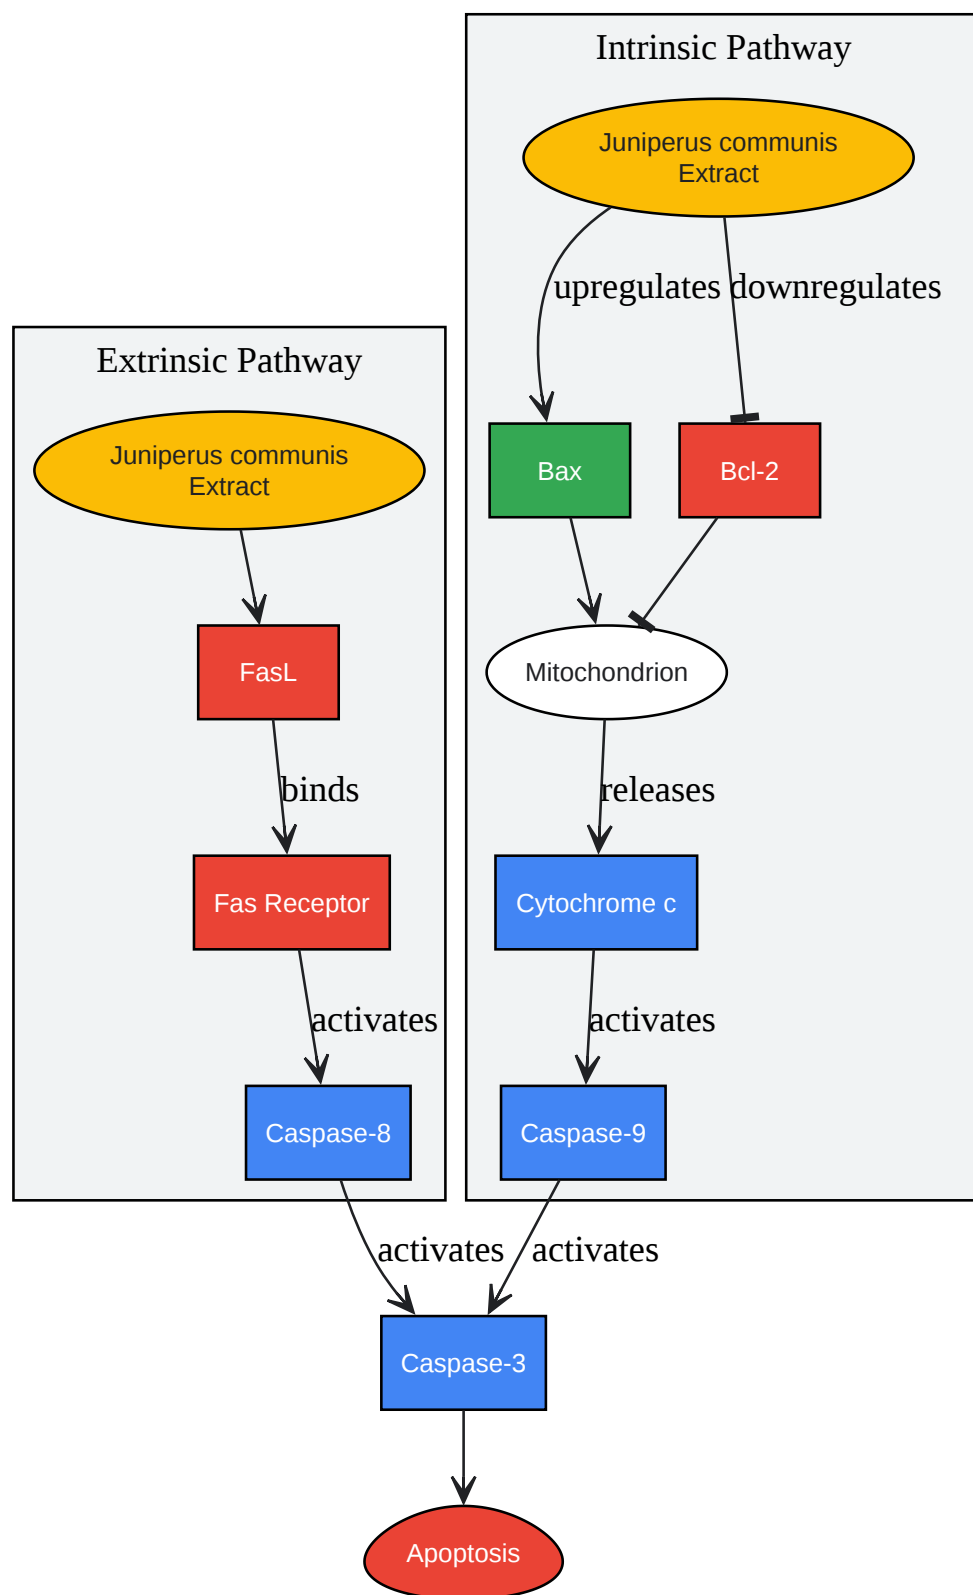 Intrinsic Pathway
Juniperus communis
Extract
upregulates
downregulates
Bax
Bcl-2
Mitochondrion
releases
Cytochrome c
activates
Caspase-9
activates
Extrinsic Pathway
Juniperus communis
Extract
FasL
binds
Fas Receptor
activates
Caspase-8
activates
Caspase-3
Apoptosis